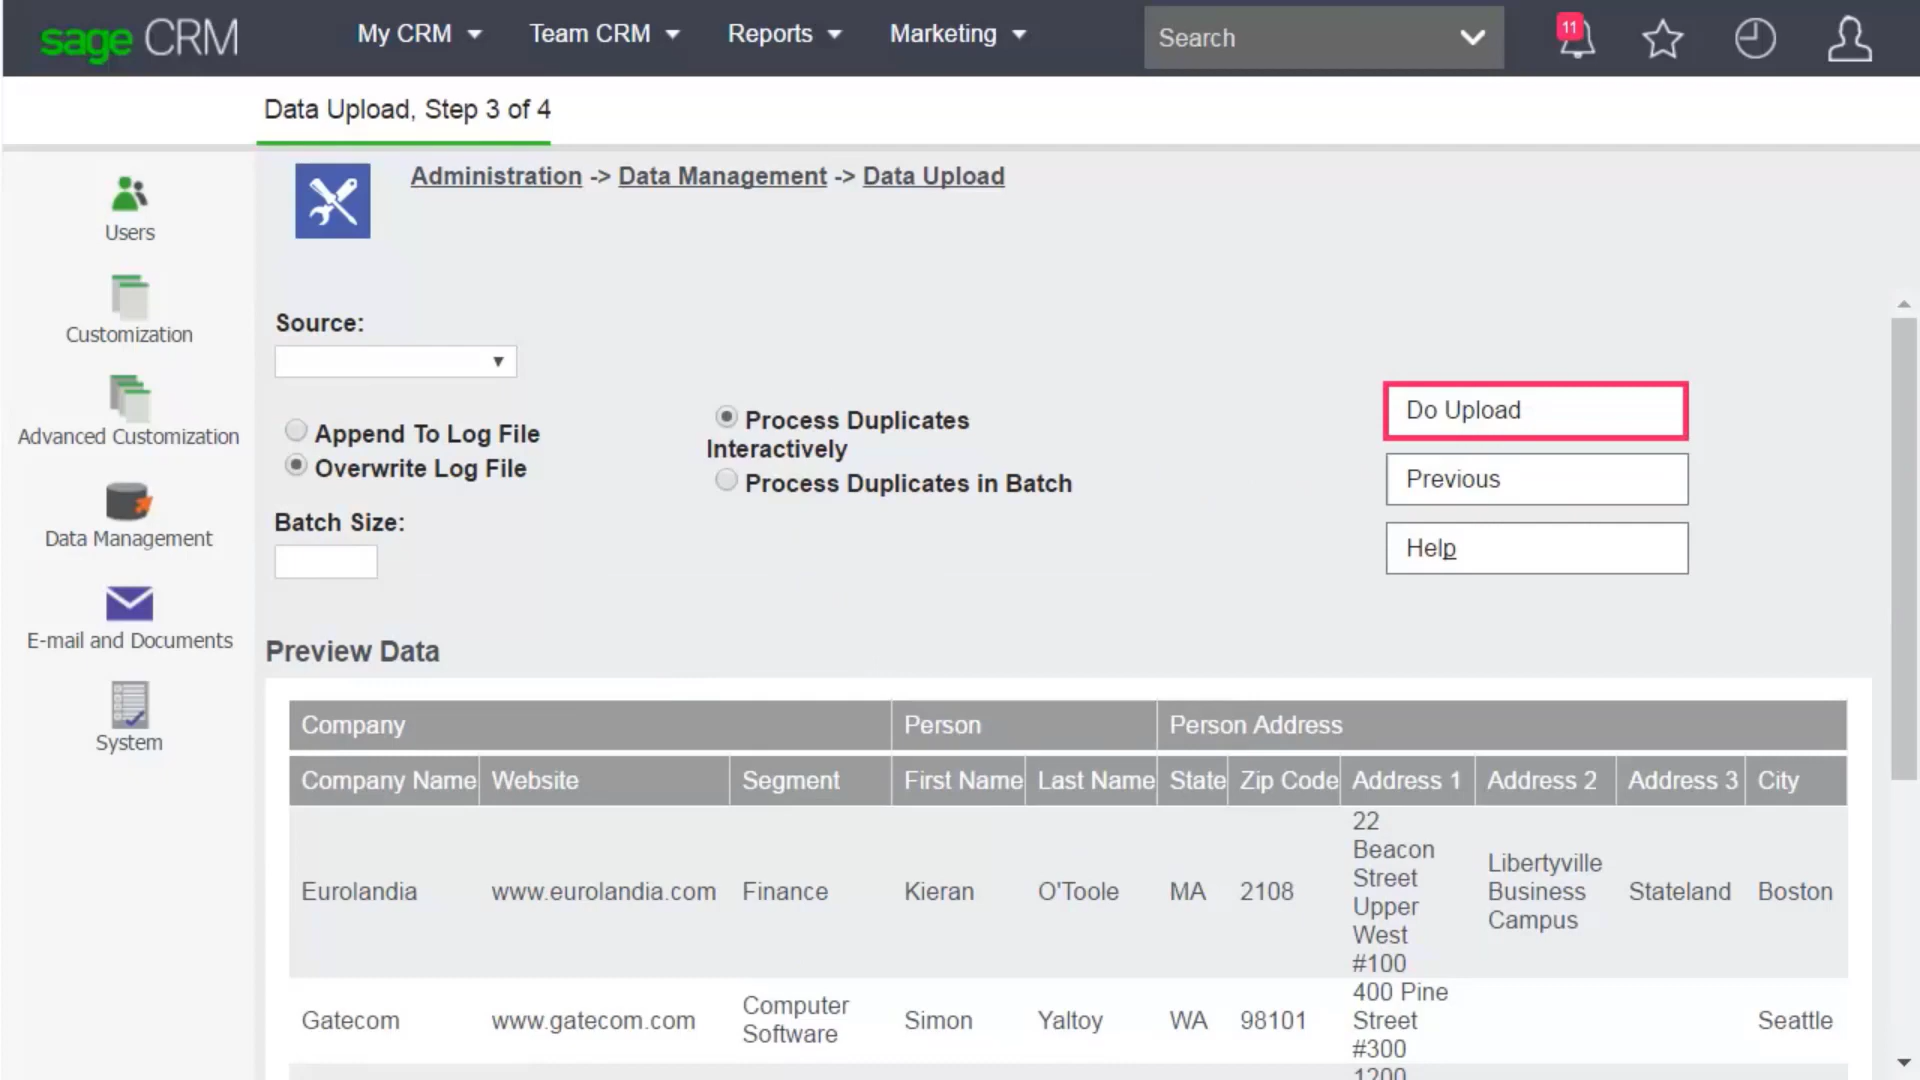 sage CRM
My CRM
Team CRM
Reports
Marketing
Search
11
Data Upload, Step 3 of 4
Administration -> Data Management -> Data Upload
Users
Customization
Advanced Customization
Data Management
E-mail and Documents
System
Source:
Append To Log File
Overwrite Log File
Process Duplicates
Interactively
Process Duplicates in Batch
Batch Size:
Do Upload
Previous
Help
Preview Data
Company Person Person Address
Company Name Website Segment First Name Last Name State Zip Code Address 1 Address 2 Address 3 City
Eurolandia
www.eurolandia.com
Finance
Kieran
O'Toole
MA
2108
22
Beacon
Street
Upper
West
#100
Libertyville
Business
Campus
Stateland
Boston
Gatecom
www.gatecom.com
Computer
Software
Simon
Yaltoy
WA
98101
400 Pine
Street
#300
Seattle
1200